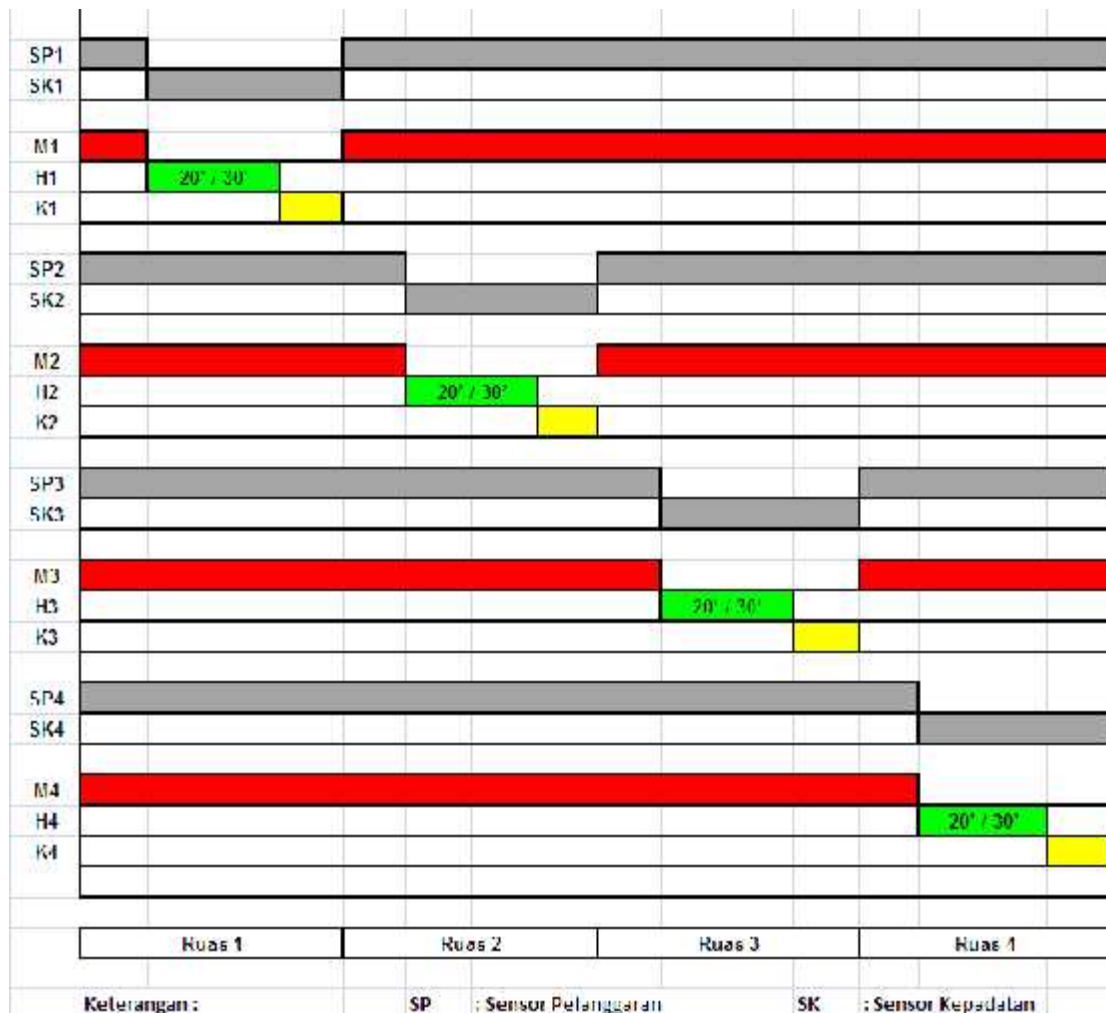 SP1
SK1
M1
H1 20" / 30"
K1
SP2
SK2
M2
H2 20" / 30"
K2
SP3
SK3
M3
H3 20" / 30"
K3
SP4
SK4
M4
H4 20" / 30"
K4
Ruas 1 Ruas 2 Ruas 3 Ruas 4
Keterangan : SP : Sensor Pelanggaran SK : Sensor Kepadatan